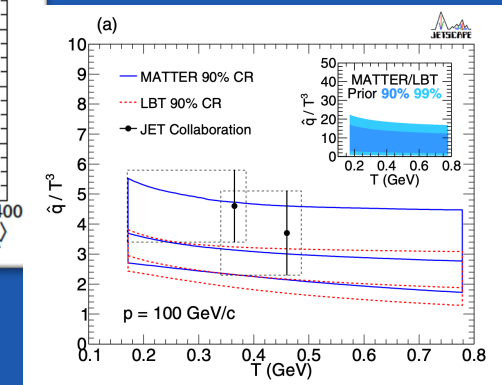 (a)
JETSCAPE
10
9
8
7
6
5
4
3
2
1
0
q̂ / T³
MATTER 90% CR
LBT 90% CR
JET Collaboration
50
40
30
20
10
0
q̂ / T³
MATTER/LBT
Prior 90% 99%
0.2 0.4 0.6 0.8
T (GeV)
p = 100 GeV/c
0.1 0.2 0.3 0.4 0.5 0.6 0.7 0.8
T (GeV)
400